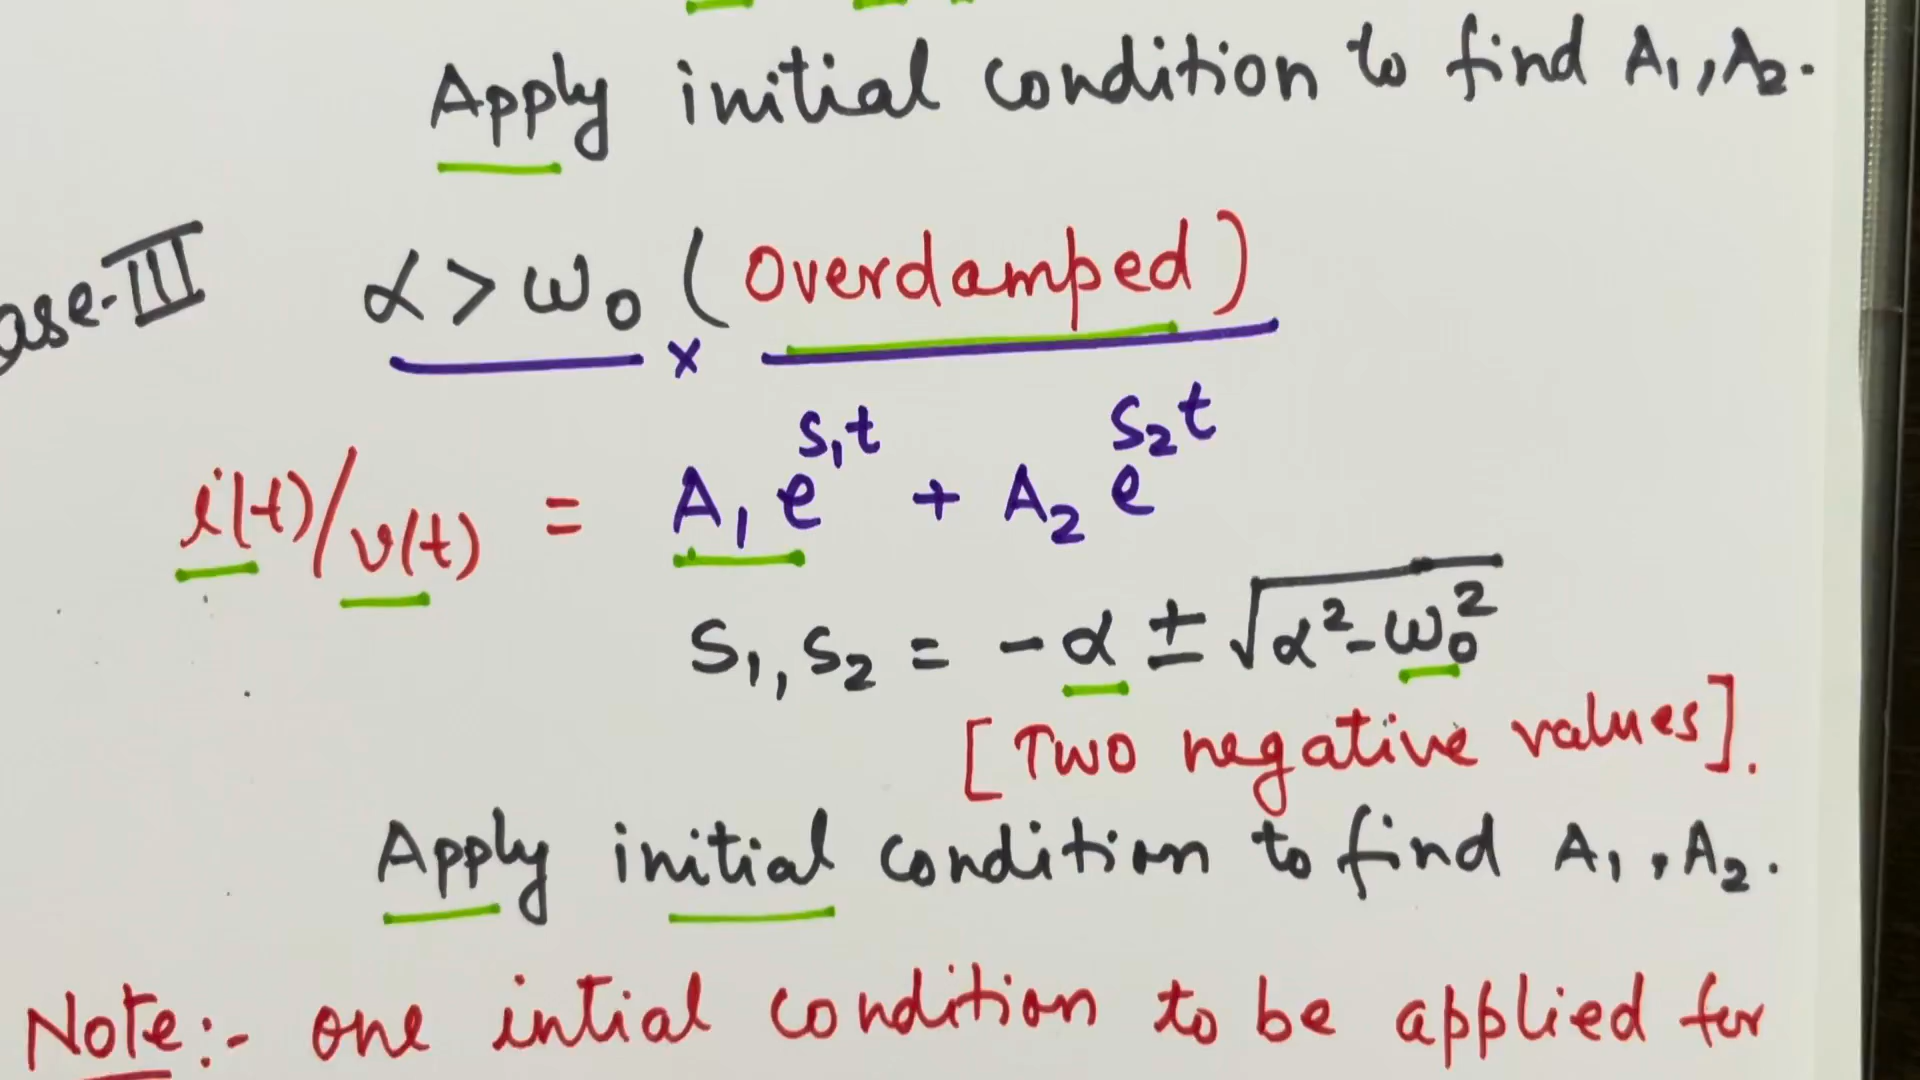 Apply initial condition to find A₁, A₂.
ase-III α > ω₀ (Overdamped)
x
i(t)/v(t) = A₁ e^{S₁t} + A₂ e^{S₂t}
S₁, S₂ = -α ± √(α²-ω₀²)
[Two negative values].
Apply initial condition to find A₁, A₂.
Note:- one intial condition to be applied for